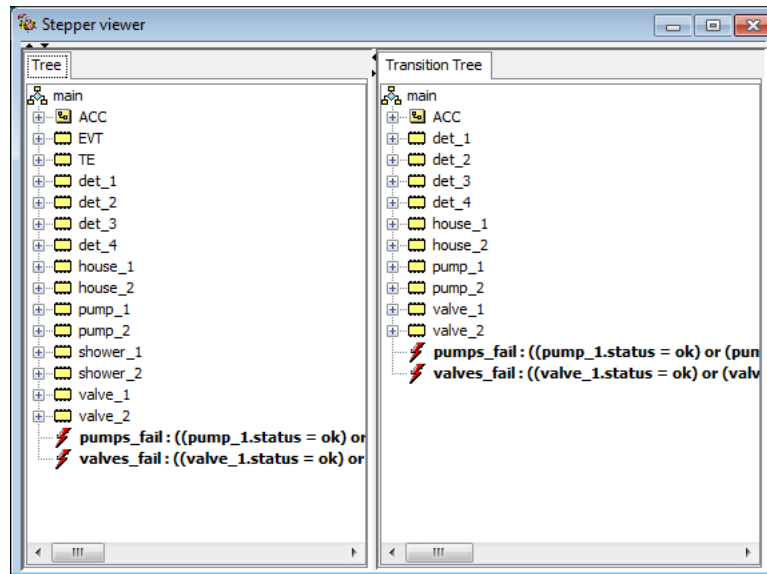 Stepper viewer
Tree
main
ACC
EVT
TE
det_1
det_2
det_3
det_4
house_1
house_2
pump_1
pump_2
shower_1
shower_2
valve_1
valve_2
pumps_fail : ((pump_1.status = ok) or
valves_fail : ((valve_1.status = ok) or
Transition Tree
main
ACC
det_1
det_2
det_3
det_4
house_1
house_2
pump_1
pump_2
valve_1
valve_2
pumps_fail : ((pump_1.status = ok) or (pum
valves_fail : ((valve_1.status = ok) or (valv